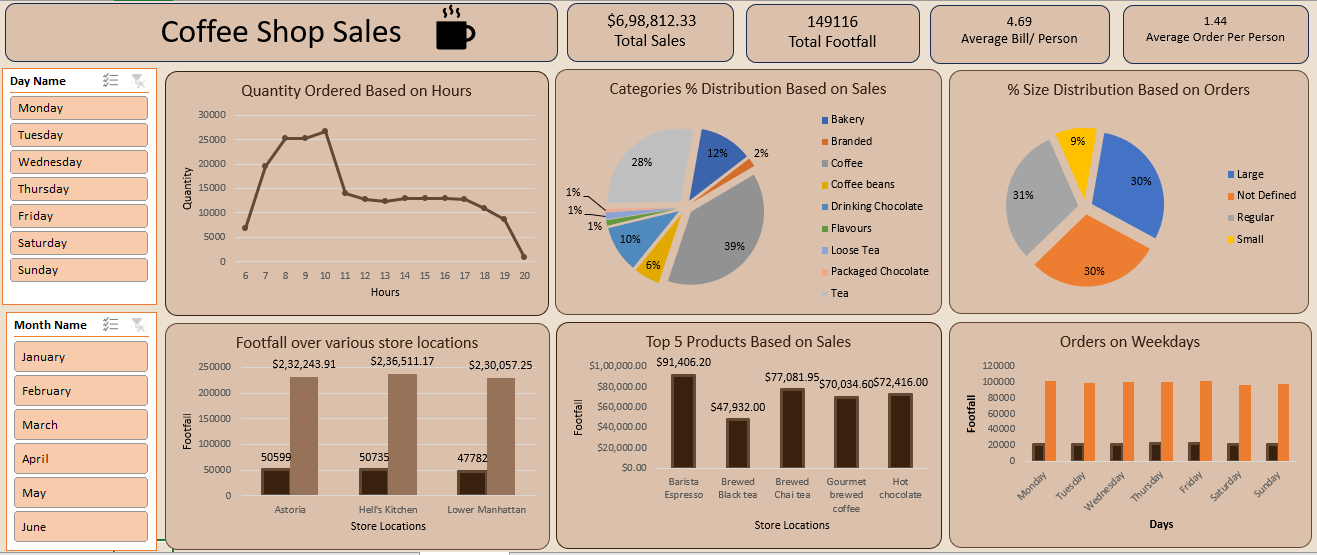 Coffee Shop Sales
$6,98,812.33
Total Sales
149116
Total Footfall
4.69
Average Bill/ Person
1.44
Average Order Per Person
Day Name
Monday
Tuesday
Wednesday
Thursday
Friday
Saturday
Sunday
Month Name
January
February
March
April
May
June
Quantity Ordered Based on Hours
Quantity
30000
25000
20000
15000
10000
5000
0
6 7 8 9 10 11 12 13 14 15 16 17 18 19 20
Hours
Categories % Distribution Based on Sales
12%
2%
39%
6%
10%
1%
1%
1%
28%
Bakery
Branded
Coffee
Coffee beans
Drinking Chocolate
Flavours
Loose Tea
Packaged Chocolate
Tea
% Size Distribution Based on Orders
9%
30%
30%
31%
Large
Not Defined
Regular
Small
Footfall over various store locations
Footfall
250000
200000
150000
100000
50000
0
$2,32,243.91
$2,36,511.17
$2,30,057.25
50599
50735
47782
Astoria
Hell's Kitchen
Lower Manhattan
Store Locations
Top 5 Products Based on Sales
Footfall
$1,00,000.00
$80,000.00
$60,000.00
$40,000.00
$20,000.00
$0.00
$91,406.20
$47,932.00
$77,081.95
$70,034.60
$72,416.00
Barista
Espresso
Brewed
Black tea
Brewed
Chai tea
Gourmet
brewed
coffee
Hot
chocolate
Store Locations
Orders on Weekdays
Footfall
120000
100000
80000
60000
40000
20000
0
Monday
Tuesday
Wednesday
Thursday
Friday
Saturday
Sunday
Days